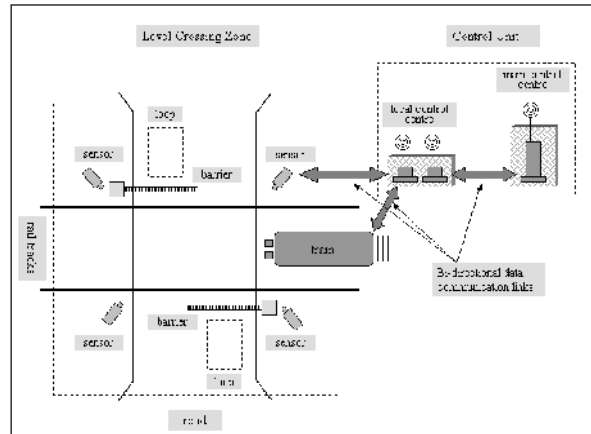 Level Crossing Zone
Control Unit
main control
centre
local control
centre
loop
sensor
barrier
sensor
rail tracks
train
Bi-directional data
communication links
sensor
barrier
sensor
loop
road